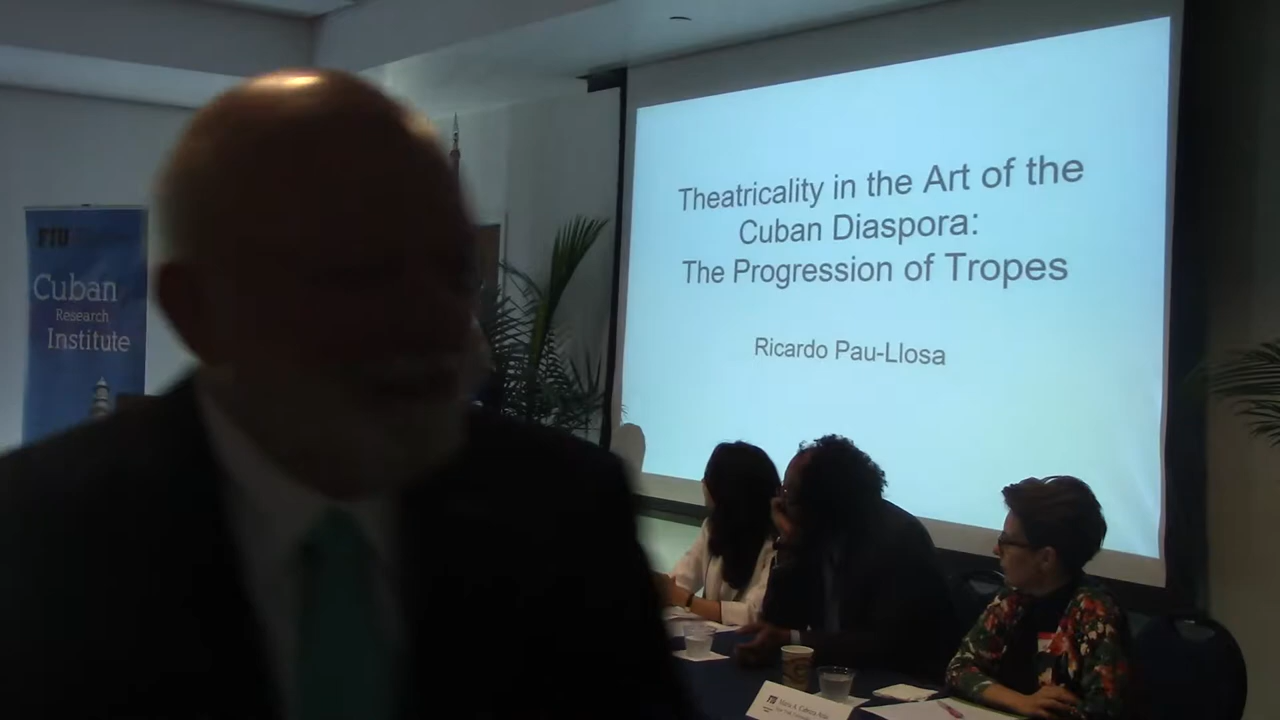 FIU
Cuban
Research
Institute
Theatricality in the Art of the
Cuban Diaspora:
The Progression of Tropes
Ricardo Pau-Llosa
FIU